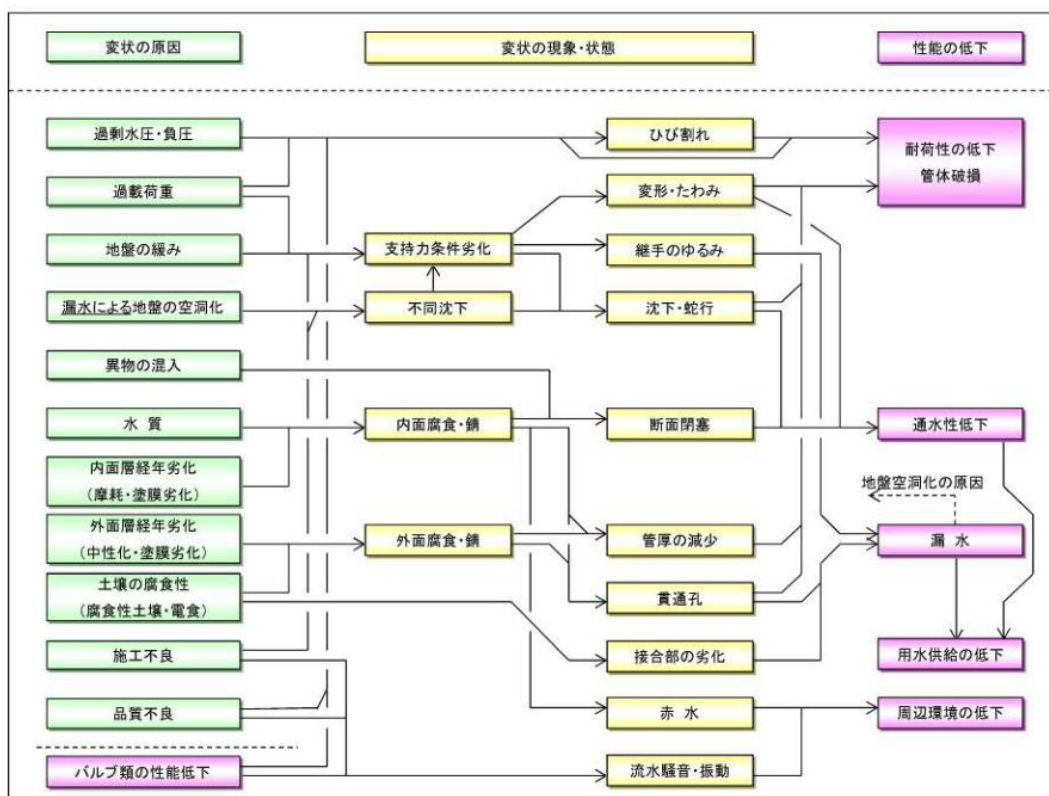 変状の原因
変状の現象・状態
性能の低下
過剰水圧・負圧
ひび割れ
耐荷性の低下
管体破損
過載荷重
変形・たわみ
地盤の緩み
支持力条件劣化
継手のゆるみ
漏水による地盤の空洞化
不同沈下
沈下・蛇行
異物の混入
水 質
内面腐食・錆
断面閉塞
通水性低下
内面層経年劣化
(摩耗・塗膜劣化)
地盤空洞化の原因
外面層経年劣化
(中性化・塗膜劣化)
外面腐食・錆
管厚の減少
漏 水
土壌の腐食性
(腐食性土壌・電食)
貫通孔
施工不良
接合部の劣化
用水供給の低下
品質不良
赤 水
周辺環境の低下
バルブ類の性能低下
流水騒音・振動